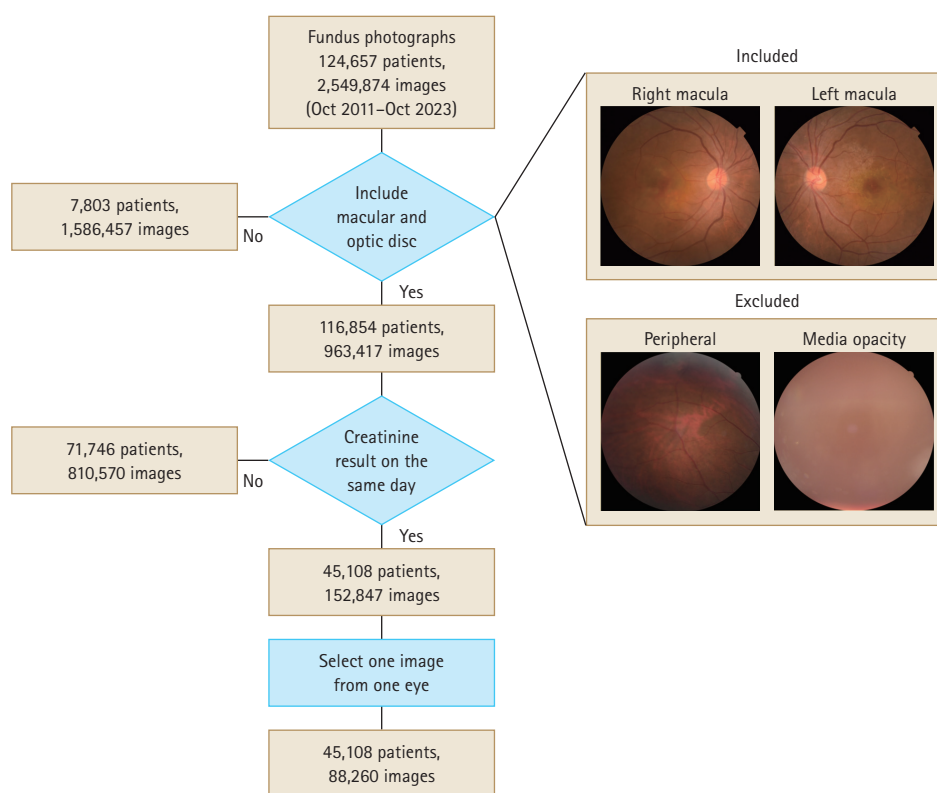 Fundus photographs
124,657 patients,
2,549,874 images
(Oct 2011–Oct 2023)
Include
macular and
optic disc
7,803 patients,
1,586,457 images
No
Yes
116,854 patients,
963,417 images
Creatinine
result on the
same day
71,746 patients,
810,570 images
No
Yes
45,108 patients,
152,847 images
Select one image
from one eye
45,108 patients,
88,260 images
Included
Right macula
Left macula
Excluded
Peripheral
Media opacity